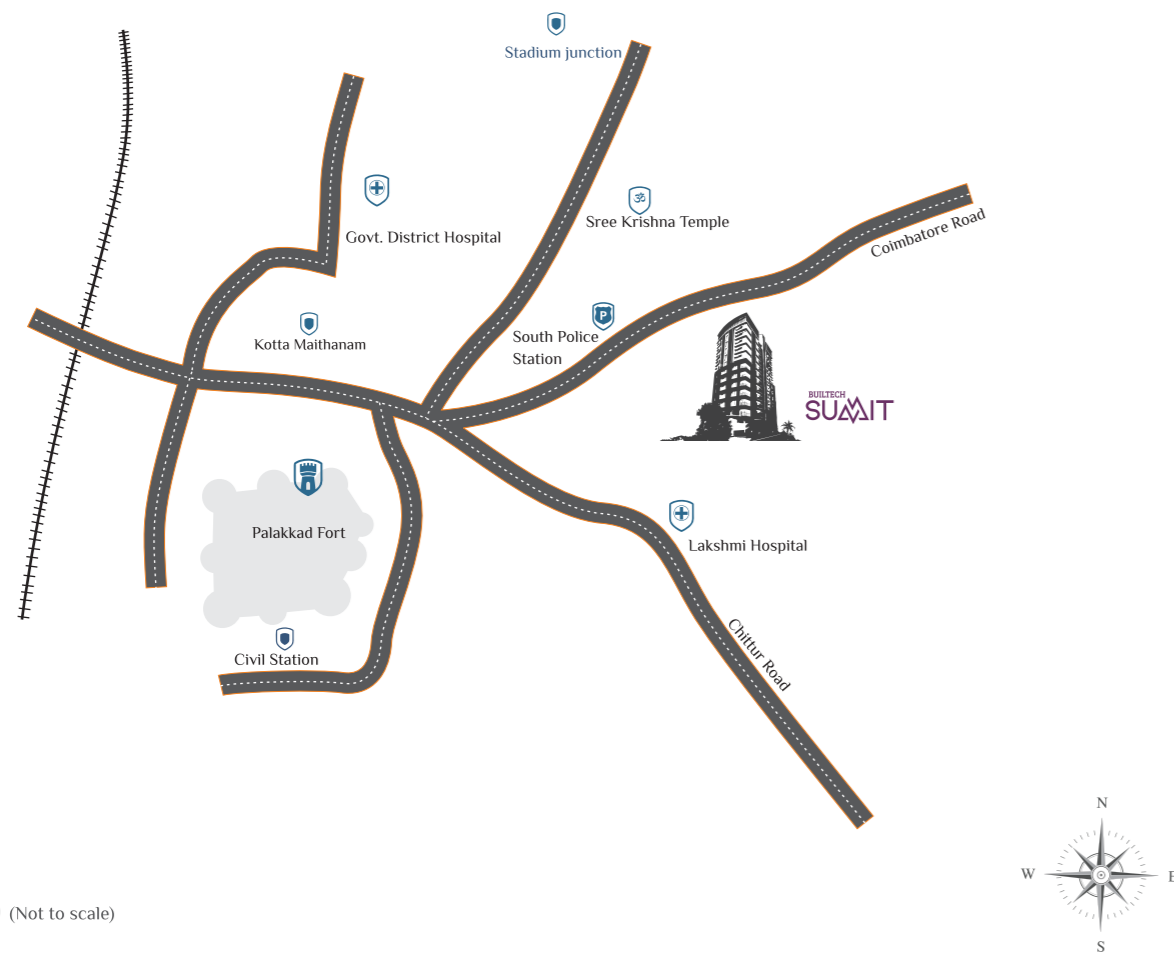 Stadium junction
Sree Krishna Temple
Govt. District Hospital
Coimbatore Road
P
South Police
Station
Kotta Maithanam
BUILTECH
SUMMIT
Palakkad Fort
Lakshmi Hospital
Civil Station
Chittur Road
N
W
E
S
(Not to scale)